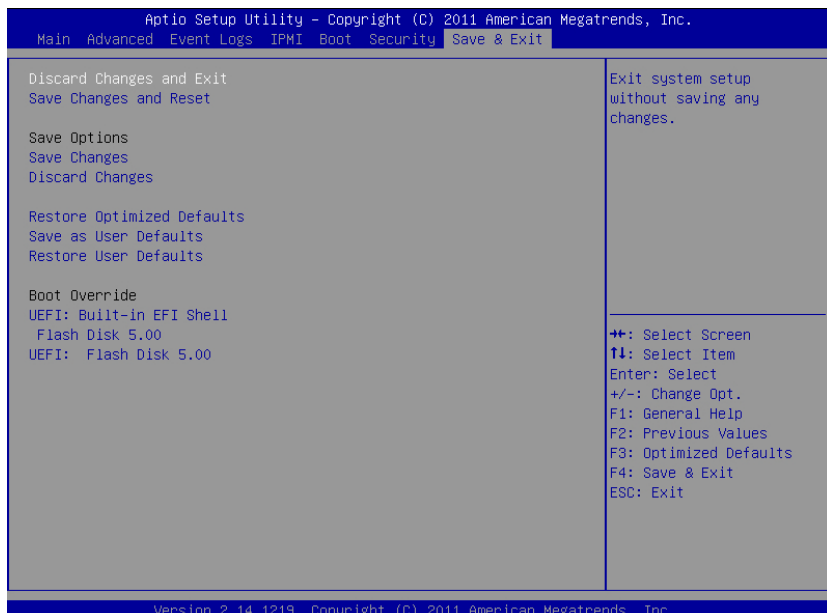 Aptio Setup Utility – Copyright (C) 2011 American Megatrends, Inc.
Main Advanced Event Logs IPMI Boot Security Save & Exit
Discard Changes and Exit
Save Changes and Reset
Save Options
Save Changes
Discard Changes
Restore Optimized Defaults
Save as User Defaults
Restore User Defaults
Boot Override
UEFI: Built-in EFI Shell
Flash Disk 5.00
UEFI: Flash Disk 5.00
Exit system setup
without saving any
changes.
→←: Select Screen
↑↓: Select Item
Enter: Select
+/-: Change Opt.
F1: General Help
F2: Previous Values
F3: Optimized Defaults
F4: Save & Exit
ESC: Exit
Version 2.14.1219. Copyright (C) 2011 American Megatrends, Inc.